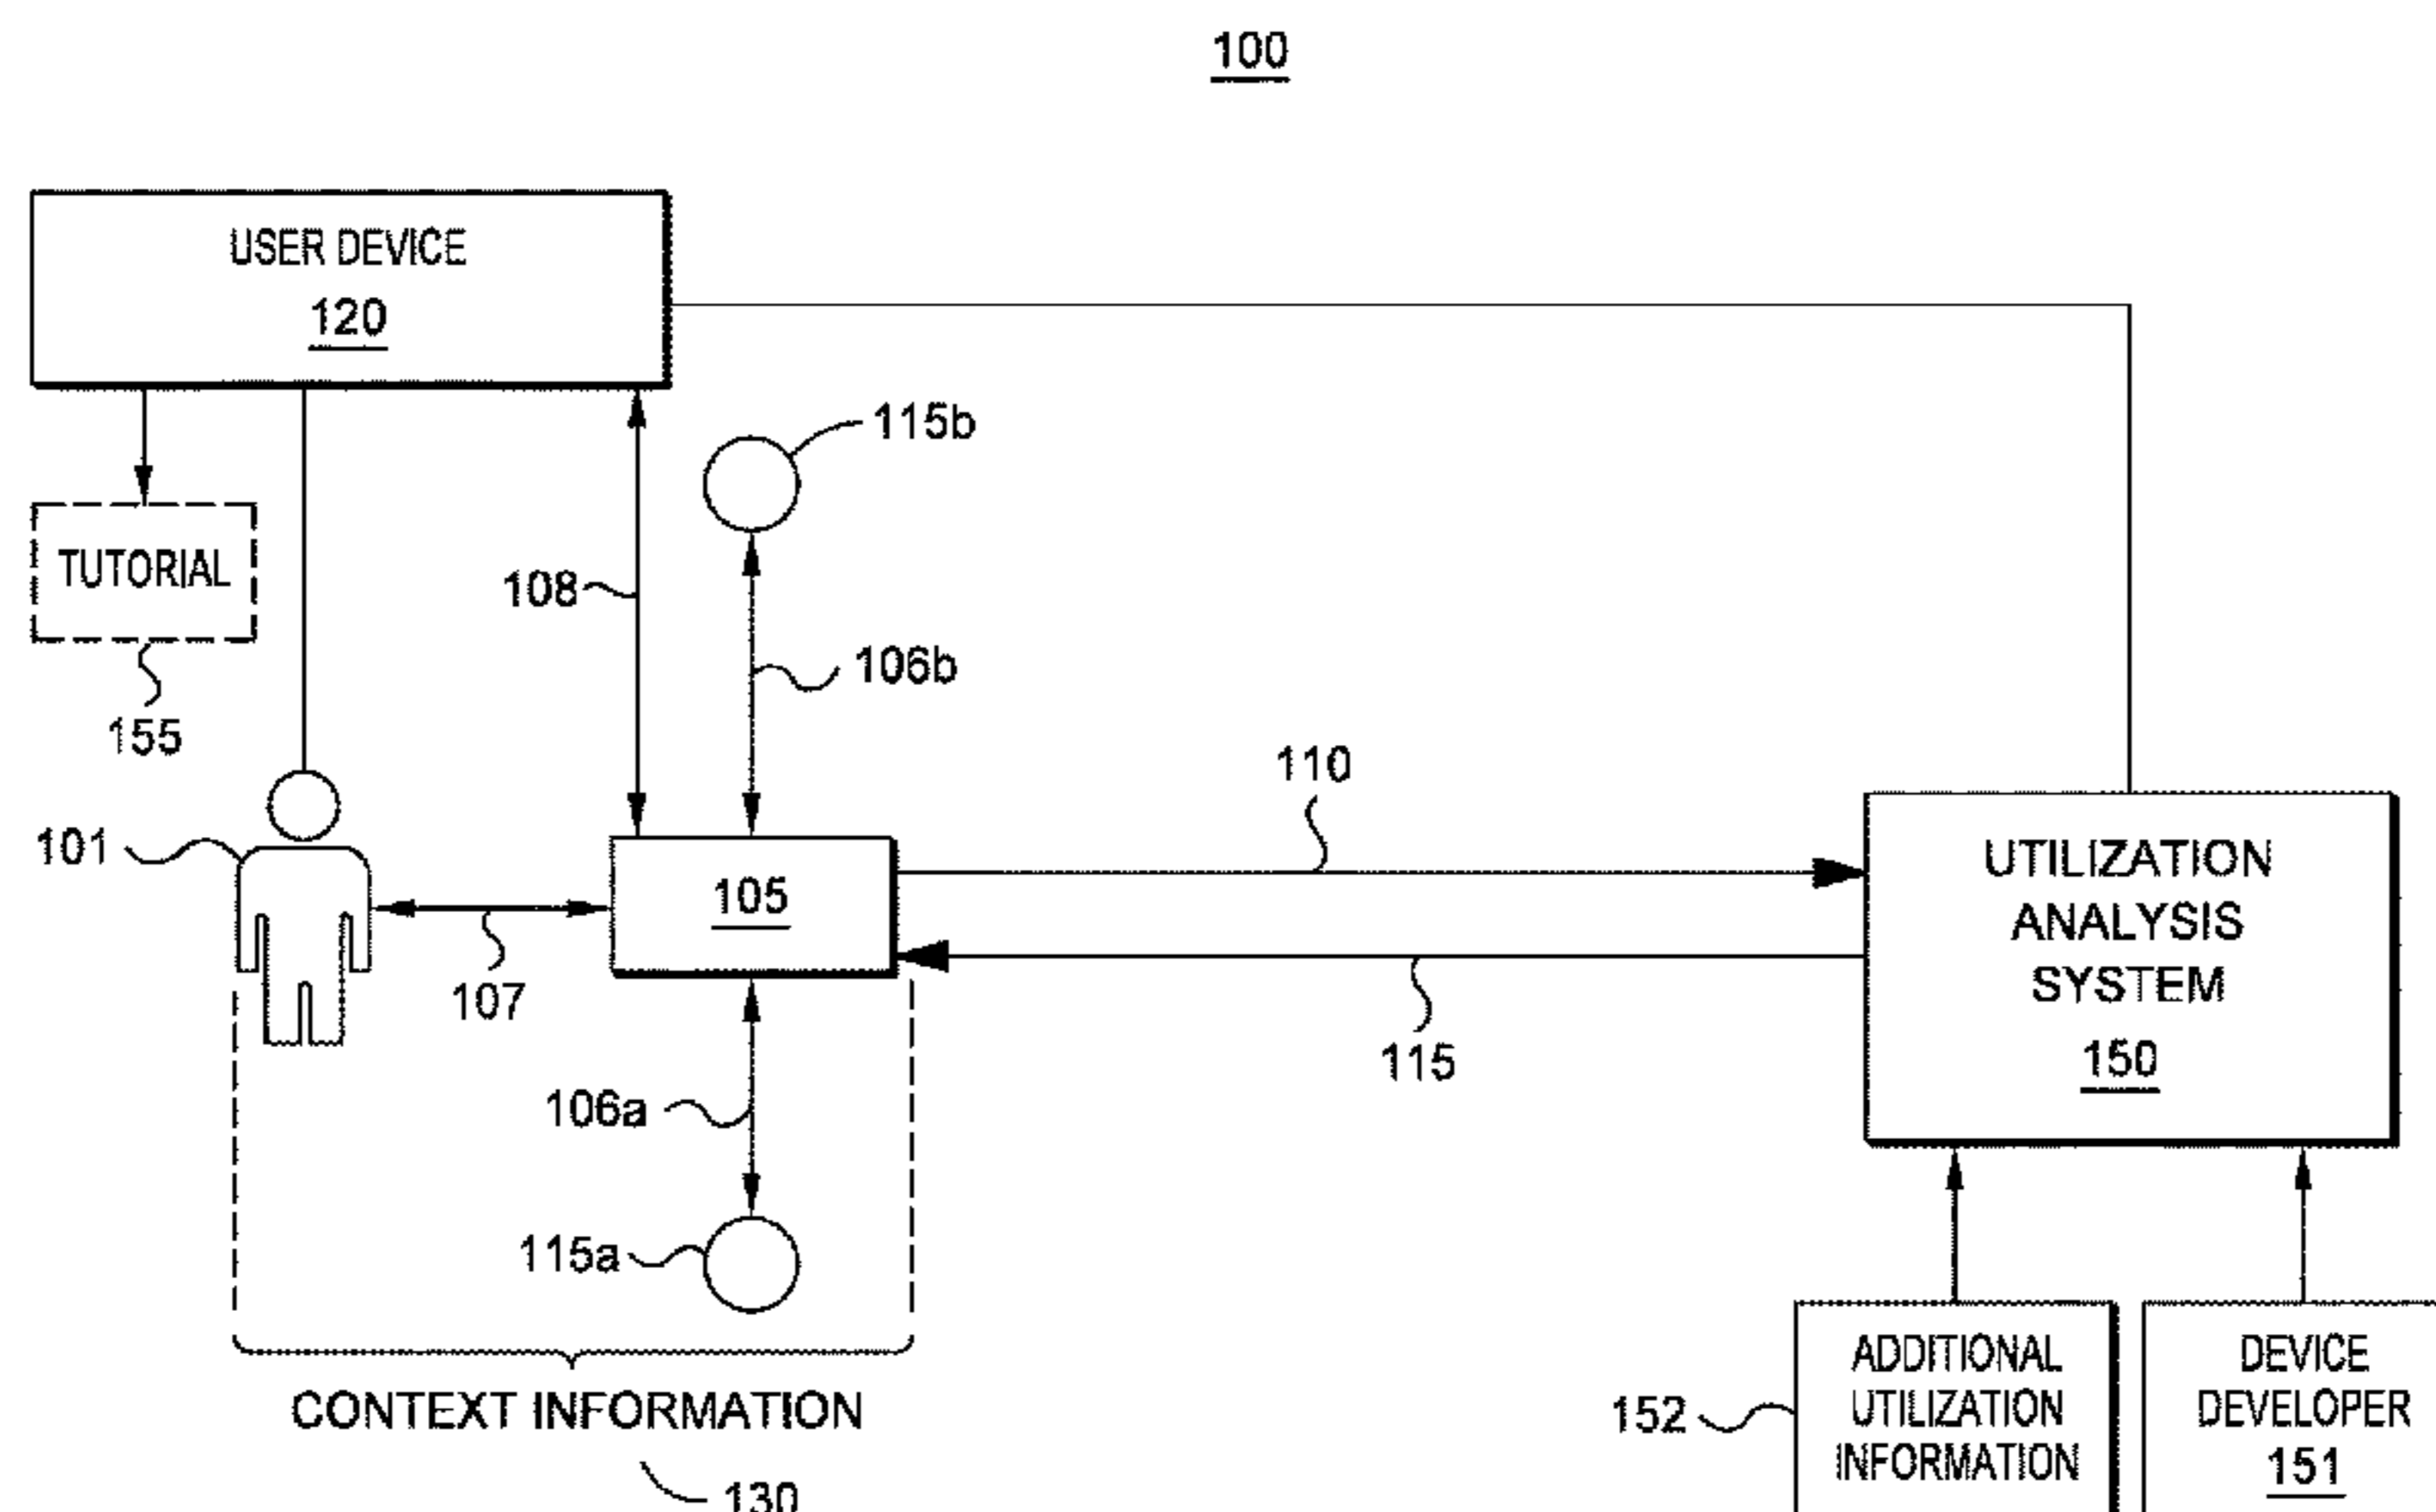 100
USER DEVICE
120
115b
TUTORIAL
108
106b
155
110
101
105
UTILIZATION
ANALYSIS
SYSTEM
150
107
115
106a
115a
CONTEXT INFORMATION
130
152
ADDITIONAL
UTILIZATION
INFORMATION
DEVICE
DEVELOPER
151